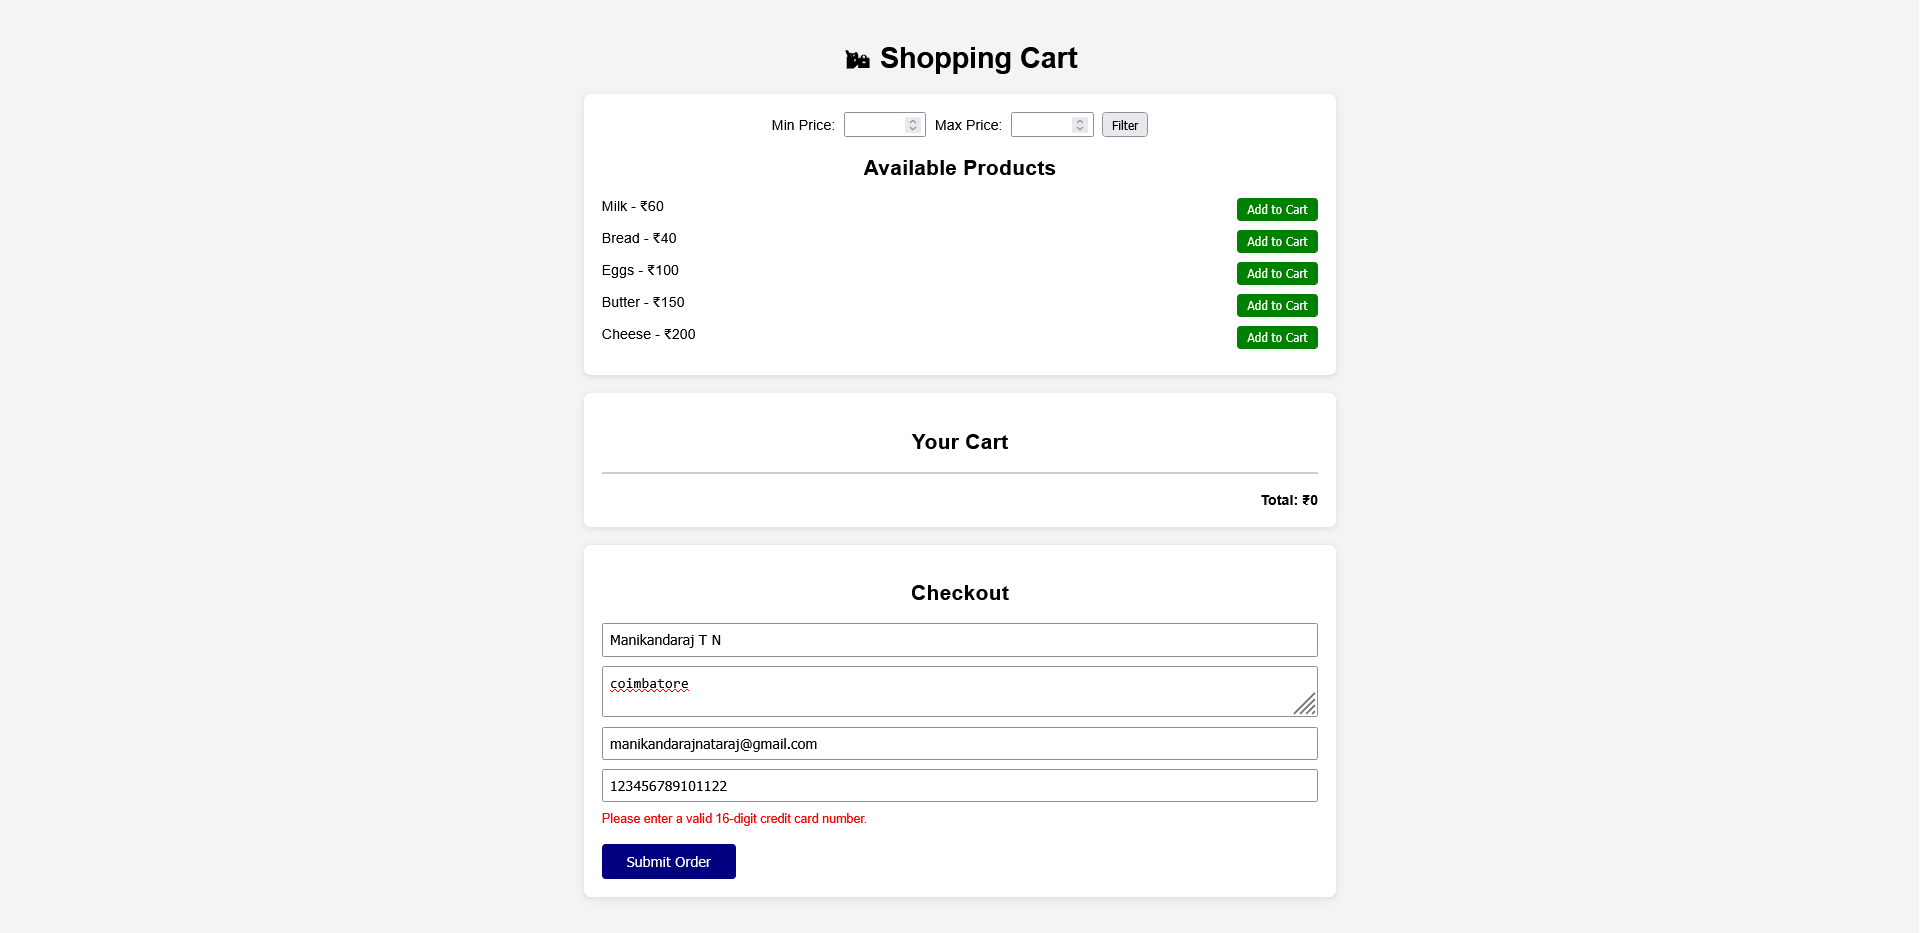 Shopping Cart
Min Price: Max Price: Filter
Available Products
Milk - ₹60 Add to Cart
Bread - ₹40 Add to Cart
Eggs - ₹100 Add to Cart
Butter - ₹150 Add to Cart
Cheese - ₹200 Add to Cart
Your Cart
Total: ₹0
Checkout
Manikandaraj T N
coimbatore
manikandarajnataraj@gmail.com
123456789101122
Please enter a valid 16-digit credit card number.
Submit Order